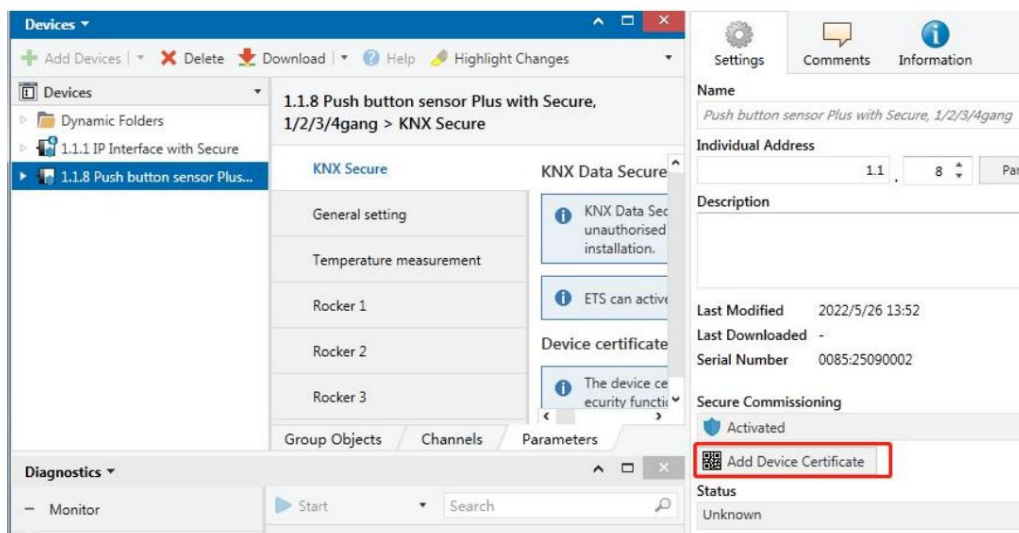 Devices
Add Devices
Delete
Download
Help
Highlight Changes
Devices
Dynamic Folders
1.1.1 IP Interface with Secure
1.1.8 Push button sensor Plus...
1.1.8 Push button sensor Plus with Secure,
1/2/3/4gang > KNX Secure
KNX Secure
General setting
Temperature measurement
Rocker 1
Rocker 2
Rocker 3
KNX Data Secure
KNX Data Sec
unauthorised
installation.
ETS can active
Device certificate
The device ce
ecurity functic
Group Objects
Channels
Parameters
Diagnostics
Monitor
Start
Search
Settings
Comments
Information
Name
Push button sensor Plus with Secure, 1/2/3/4gang
Individual Address
1.1 . 8
Par
Description
Last Modified 2022/5/26 13:52
Last Downloaded -
Serial Number 0085:25090002
Secure Commissioning
Activated
Add Device Certificate
Status
Unknown